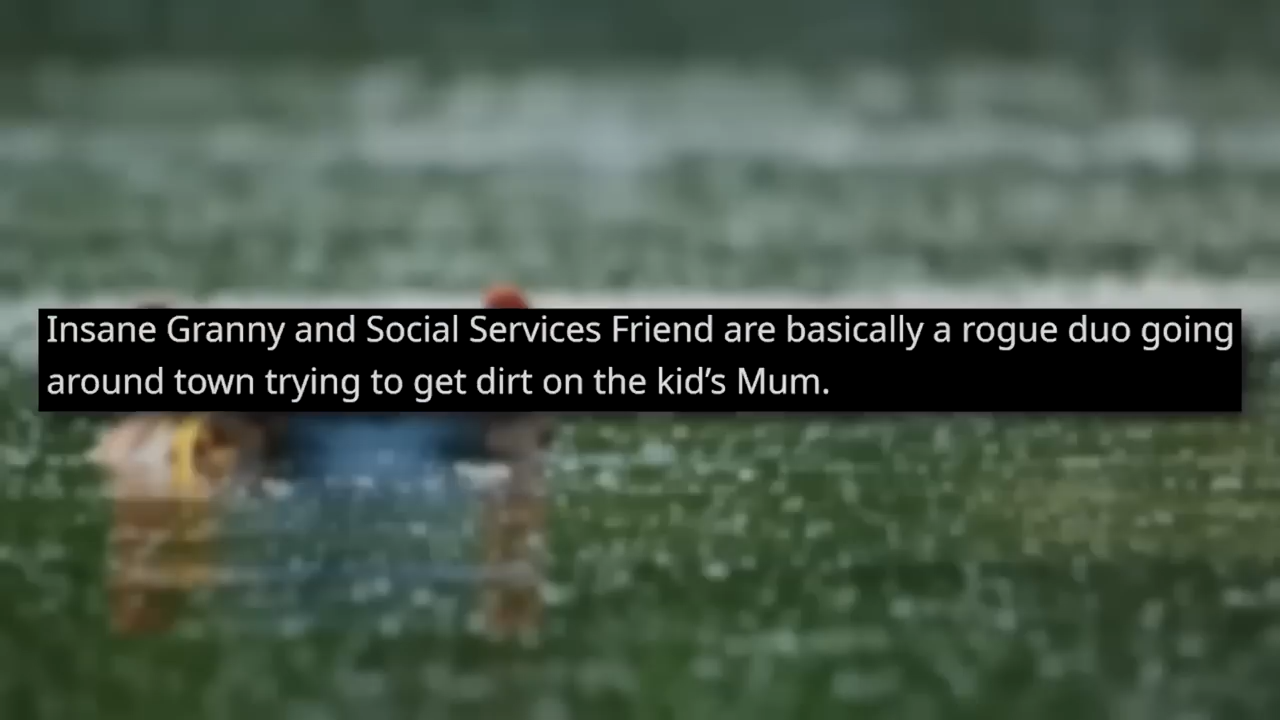 Insane Granny and Social Services Friend are basically a rogue duo going
around town trying to get dirt on the kid’s Mum.